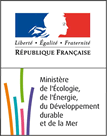 Liberté • Égalité • Fraternité
RÉPUBLIQUE FRANÇAISE
Ministère
de l'Écologie,
de l'Énergie,
du Développement
durable
et de la Mer